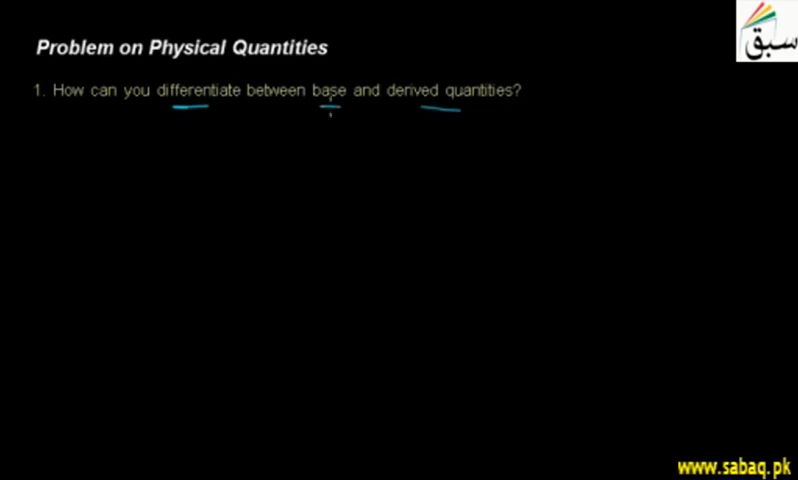 سبق
Problem on Physical Quantities
1. How can you differentiate between base and derived quantities?
www.sabaq.pk